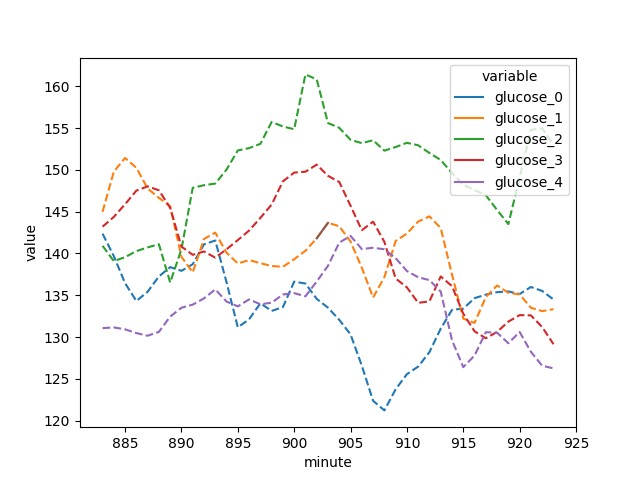 variable
glucose_0
glucose_1
glucose_2
glucose_3
glucose_4
value
160
155
150
145
140
135
130
125
120
885 890 895 900 905 910 915 920 925
minute